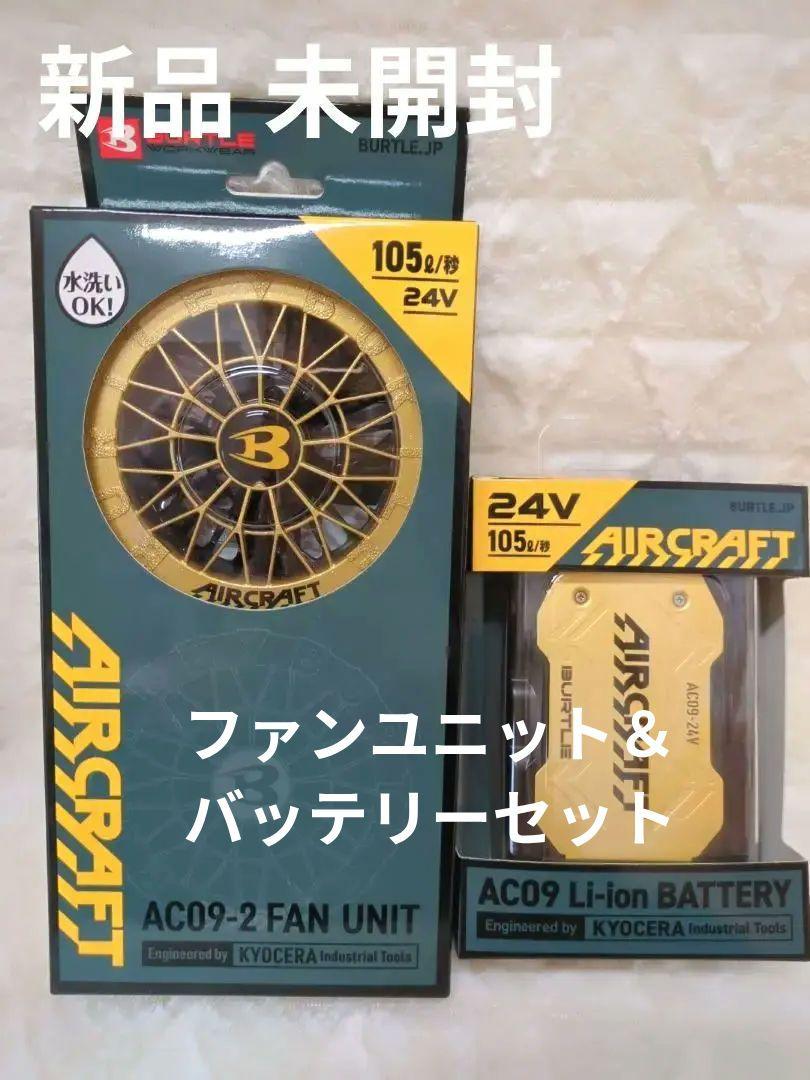 新品 未開封
BURTLE
WORKWEAR
BURTLE.JP
水洗い
OK!
105ℓ/秒
24V
B
AIRCRAFT
AIRCRAFT
AC09-2 FAN UNIT
Engineered by KYOCERA Industrial Tools
24V
105ℓ/秒
BURTLE.JP
AIRCRAFT
AIRCRAFT
BURTLE
AC09-24V
ファンユニット&
バッテリーセット
AC09 Li-ion BATTERY
Engineered by KYOCERA Industrial Tools